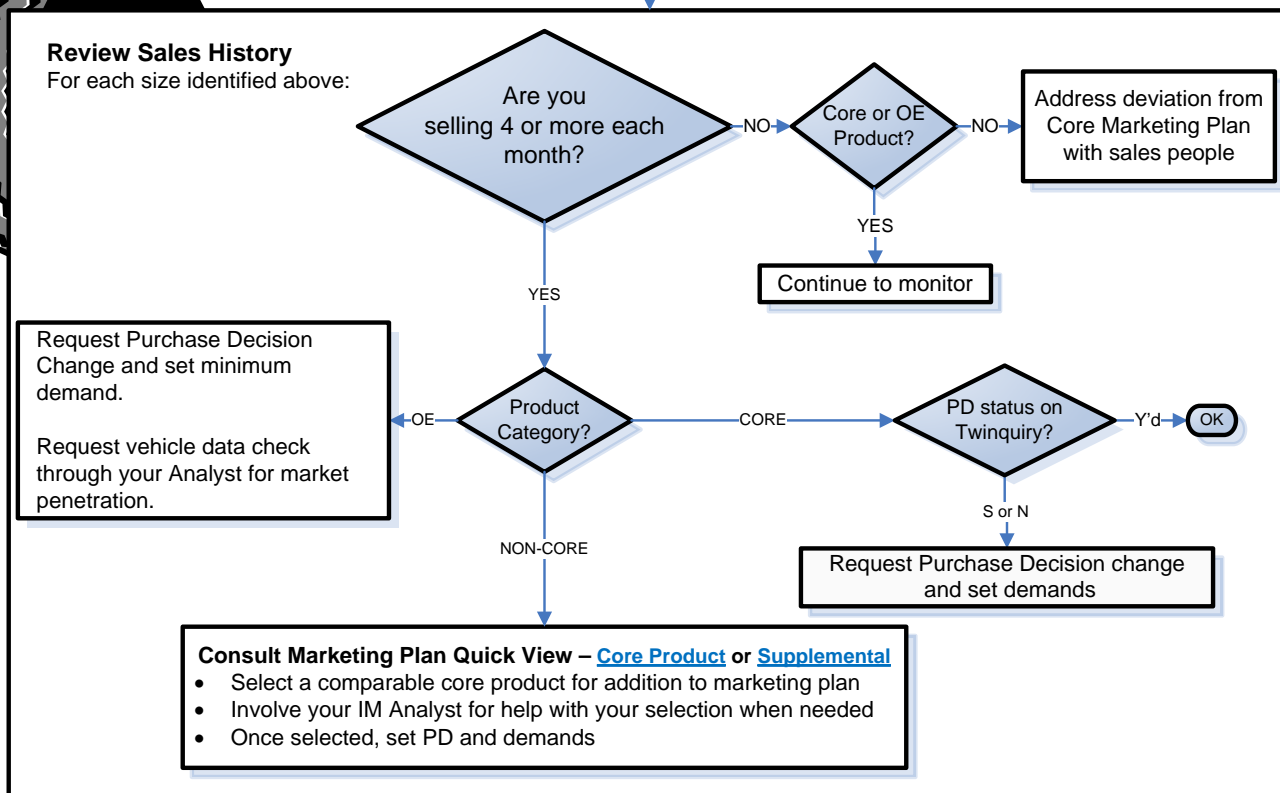 Review Sales History
For each size identified above:
Are you
selling 4 or more each
month?
NO
Core or OE
Product?
NO
Address deviation from
Core Marketing Plan
with sales people
YES
Continue to monitor
YES
Request Purchase Decision
Change and set minimum
demand.
Request vehicle data check
through your Analyst for market
penetration.
OE
Product
Category?
CORE
PD status on
Twinquiry?
Y'd
OK
S or N
Request Purchase Decision change
and set demands
NON-CORE
Consult Marketing Plan Quick View – Core Product or Supplemental
• Select a comparable core product for addition to marketing plan
• Involve your IM Analyst for help with your selection when needed
• Once selected, set PD and demands